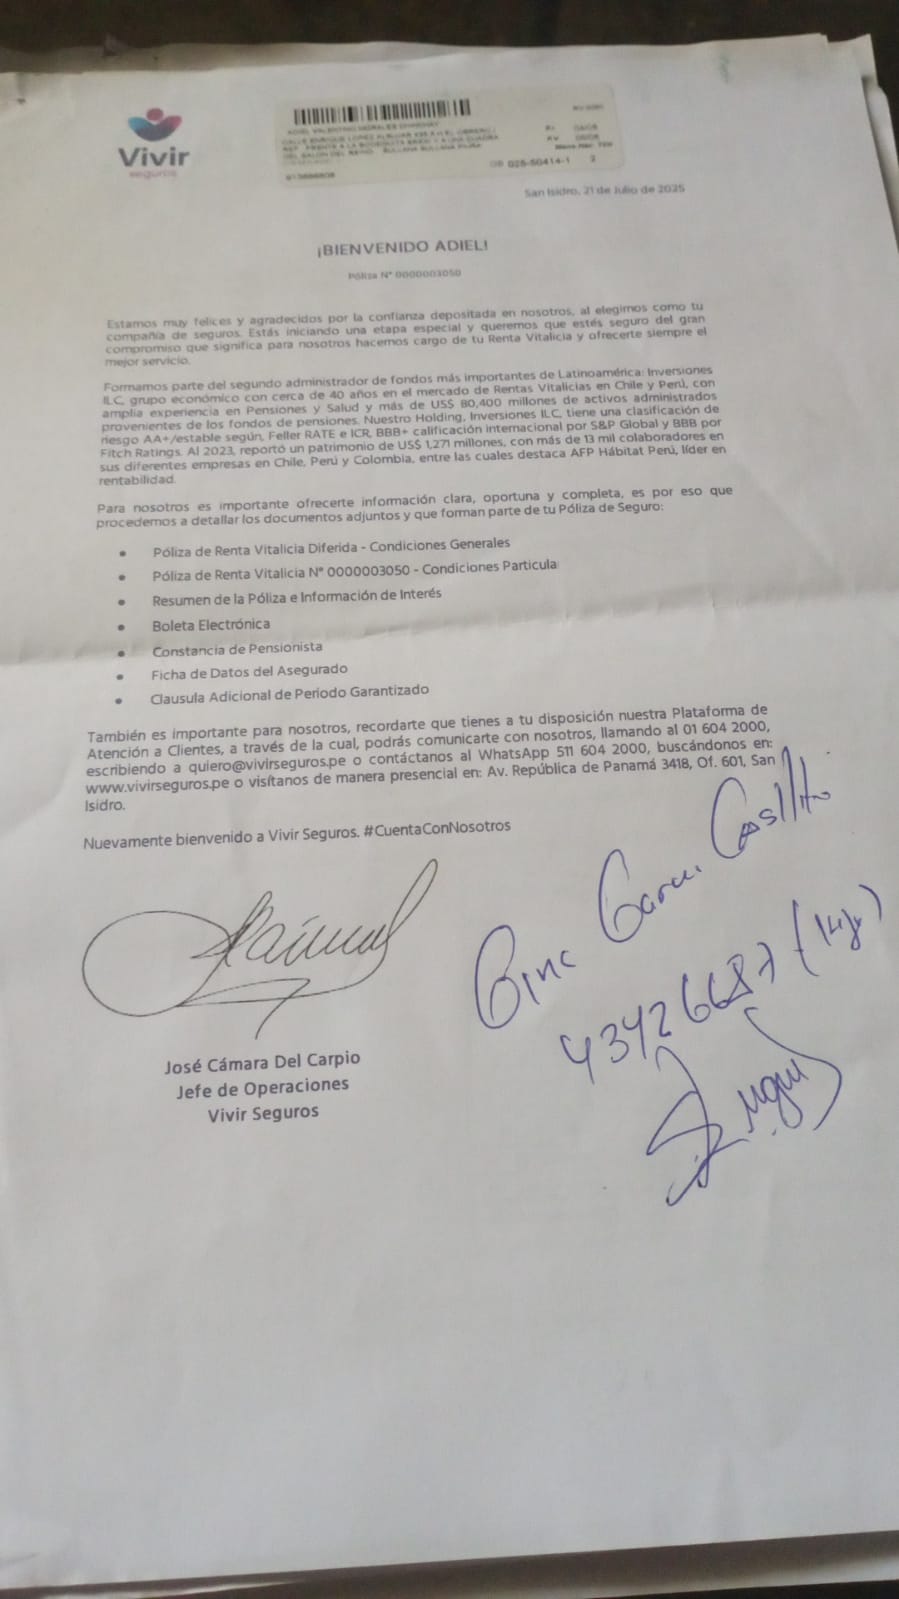 Vivir
seguros
CALLE ENRIQUE LOPEZ ALBUJAR
SULLANA SULLANA PIURA
025-50414-1 2
San Isidro, 21 de Julio de 2025
¡BIENVENIDO ADIEL!
Póliza N° 0000003050
Estamos muy felices y agradecidos por la confianza depositada en nosotros, al elegirnos como tu
compañía de seguros. Estás iniciando una etapa especial y queremos que estés seguro del gran
compromiso que significa para nosotros hacernos cargo de tu Renta Vitalicia y ofrecerte siempre el
mejor servicio.
Formamos parte del segundo administrador de fondos más importantes de Latinoamérica: Inversiones
ILC, grupo económico con cerca de 40 años en el mercado de Rentas Vitalicias en Chile y Perú, con
amplia experiencia en Pensiones y Salud y más de US$ 80,400 millones de activos administrados
provenientes de los fondos de pensiones. Nuestro Holding, Inversiones ILC, tiene una clasificación de
riesgo AA+/estable según, Feller RATE e ICR, BBB+ calificación internacional por S&P Global y BBB por
Fitch Ratings. Al 2023, reportó un patrimonio de US$ 1,271 millones, con más de 13 mil colaboradores en
sus diferentes empresas en Chile, Perú y Colombia, entre las cuales destaca AFP Hábitat Perú, líder en
rentabilidad.
Para nosotros es importante ofrecerte información clara, oportuna y completa, es por eso que
procedemos a detallar los documentos adjuntos y que forman parte de tu Póliza de Seguro:
• Póliza de Renta Vitalicia Diferida - Condiciones Generales
• Póliza de Renta Vitalicia N° 0000003050 - Condiciones Particula
• Resumen de la Póliza e Información de Interés
• Boleta Electrónica
• Constancia de Pensionista
• Ficha de Datos del Asegurado
• Clausula Adicional de Periodo Garantizado
También es importante para nosotros, recordarte que tienes a tu disposición nuestra Plataforma de
Atención a Clientes, a través de la cual, podrás comunicarte con nosotros, llamando al 01 604 2000,
escribiendo a quiero@vivirseguros.pe o contáctanos al WhatsApp 511 604 2000, buscándonos en:
www.vivirseguros.pe o visítanos de manera presencial en: Av. República de Panamá 3418, Of. 601, San
Isidro.
Nuevamente bienvenido a Vivir Seguros. #CuentaConNosotros
Castillo
43426687
José Cámara Del Carpio
Jefe de Operaciones
Vivir Seguros